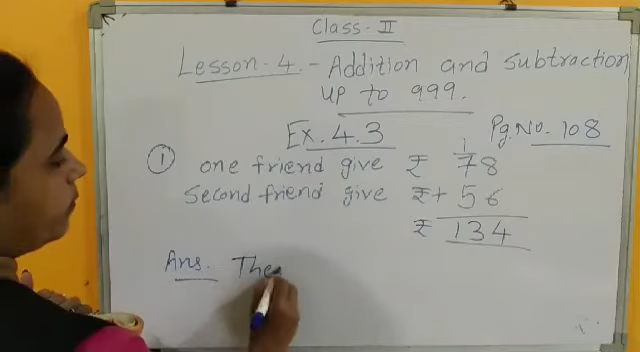 Class - II
Lesson - 4. - Addition and subtraction
up to 999.
Ex. 4.3 Pg. No. 108
① one friend give ₹ 78
1
Second friend give ₹ + 56
₹ 134
Ans. The